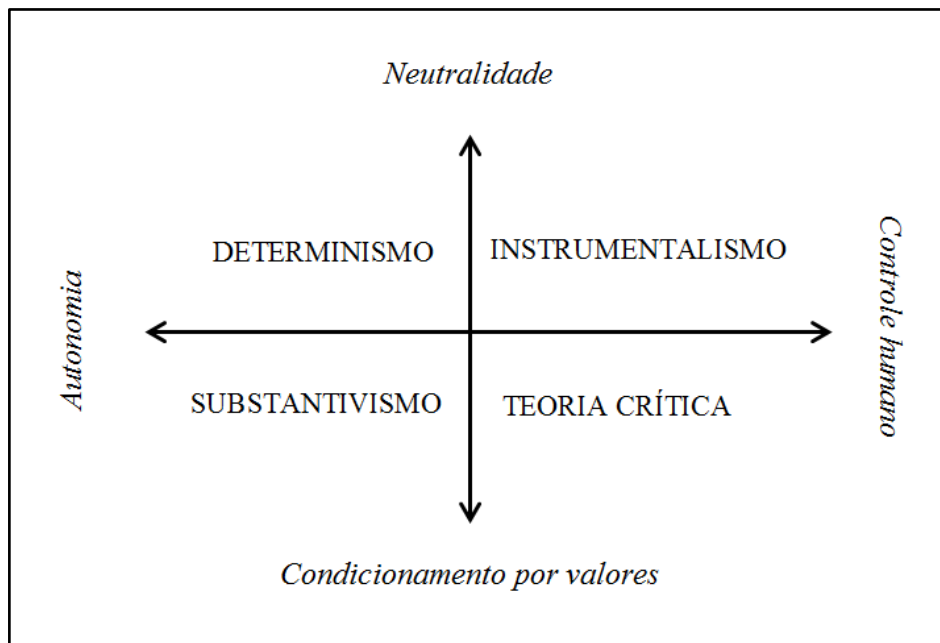 Neutralidade
DETERMINISMO
INSTRUMENTALISMO
Autonomia
Controle humano
SUBSTANTIVISMO
TEORIA CRÍTICA
Condicionamento por valores